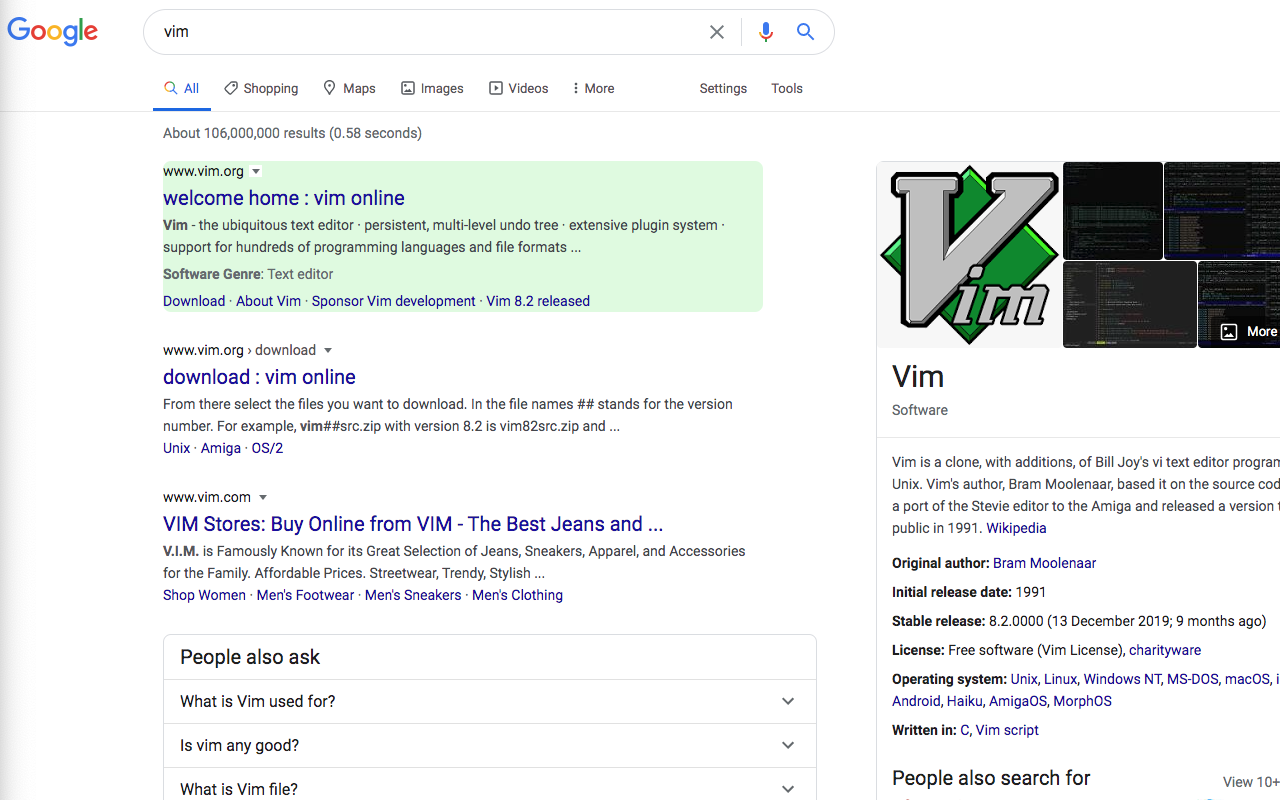 Google
vim
All
Shopping
Maps
Images
Videos
More
Settings
Tools
About 106,000,000 results (0.58 seconds)
www.vim.org
welcome home : vim online
Vim - the ubiquitous text editor · persistent, multi-level undo tree · extensive plugin system ·
support for hundreds of programming languages and file formats ...
Software Genre: Text editor
Download · About Vim · Sponsor Vim development · Vim 8.2 released
www.vim.org › download
download : vim online
From there select the files you want to download. In the file names ## stands for the version
number. For example, vim##src.zip with version 8.2 is vim82src.zip and ...
Unix · Amiga · OS/2
www.vim.com
VIM Stores: Buy Online from VIM - The Best Jeans and ...
V.I.M. is Famously Known for its Great Selection of Jeans, Sneakers, Apparel, and Accessories
for the Family. Affordable Prices. Streetwear, Trendy, Stylish ...
Shop Women · Men's Footwear · Men's Sneakers · Men's Clothing
People also ask
What is Vim used for?
Is vim any good?
What is Vim file?
Vim
More
Vim
Software
Vim is a clone, with additions, of Bill Joy's vi text editor program
Unix. Vim's author, Bram Moolenaar, based it on the source cod
a port of the Stevie editor to the Amiga and released a version t
public in 1991. Wikipedia
Original author: Bram Moolenaar
Initial release date: 1991
Stable release: 8.2.0000 (13 December 2019; 9 months ago)
License: Free software (Vim License), charityware
Operating system: Unix, Linux, Windows NT, MS-DOS, macOS, i
Android, Haiku, AmigaOS, MorphOS
Written in: C, Vim script
People also search for
View 10+